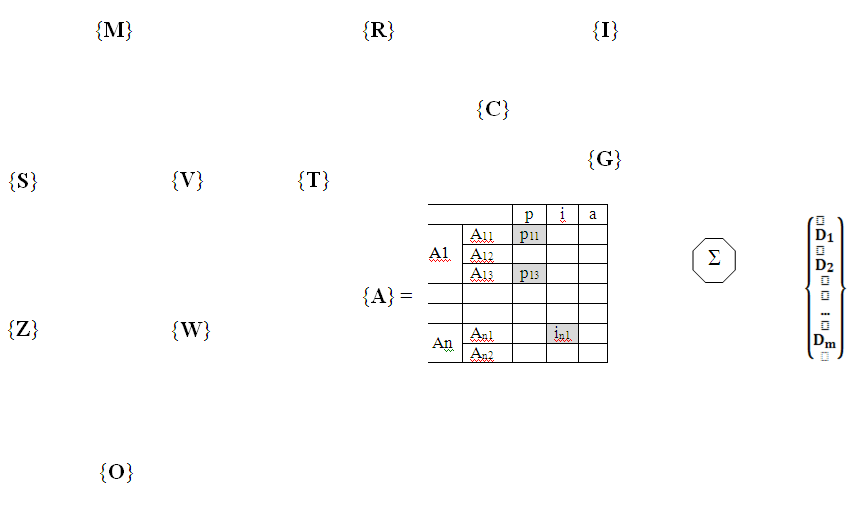 {M} {R} {I}
{C}
{G}
{S} {V} {T}
p i a
A11 p11
A1 A12
A13 p13
{A} =
{Z} {W}
An An1 in1
An2
Σ
D1
D2
...
Dm
{O}